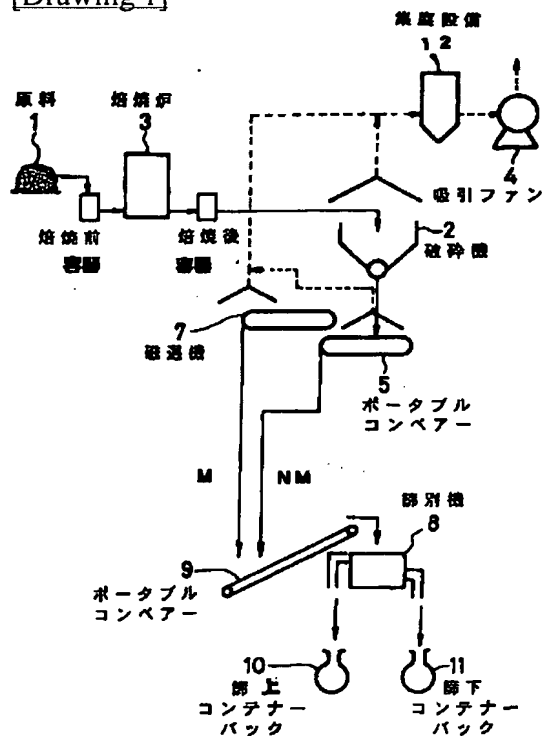 [Drawing 1]
集塵設備
12
原料
1
焙焼炉
3
4
吸引ファン
焙焼前
容器
焙焼後
容器
2
破砕機
7
磁選機
5
ポータブル
コンベアー
M
NM
篩別機
8
9
ポータブル
コンベアー
10
篩上
コンテナー
バック
11
篩下
コンテナー
バック